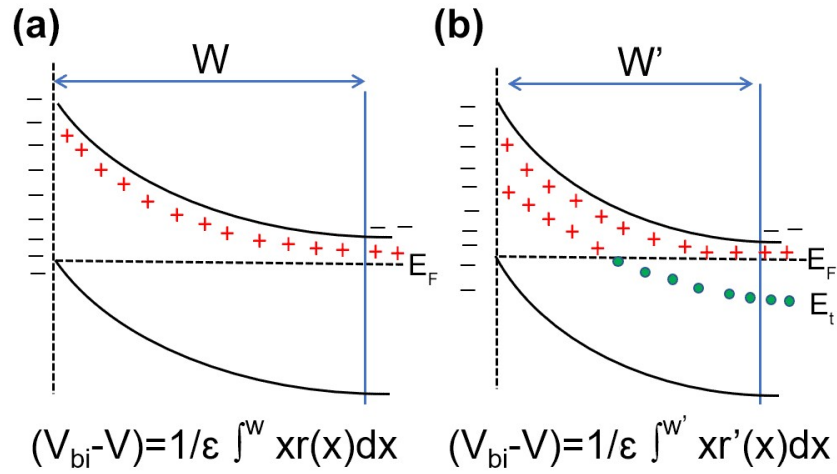 (a)
W
E_F
(V_bi-V)=1/ε ∫^w xr(x)dx
(b)
W’
E_F
E_t
(V_bi-V)=1/ε ∫^w’ xr’(x)dx